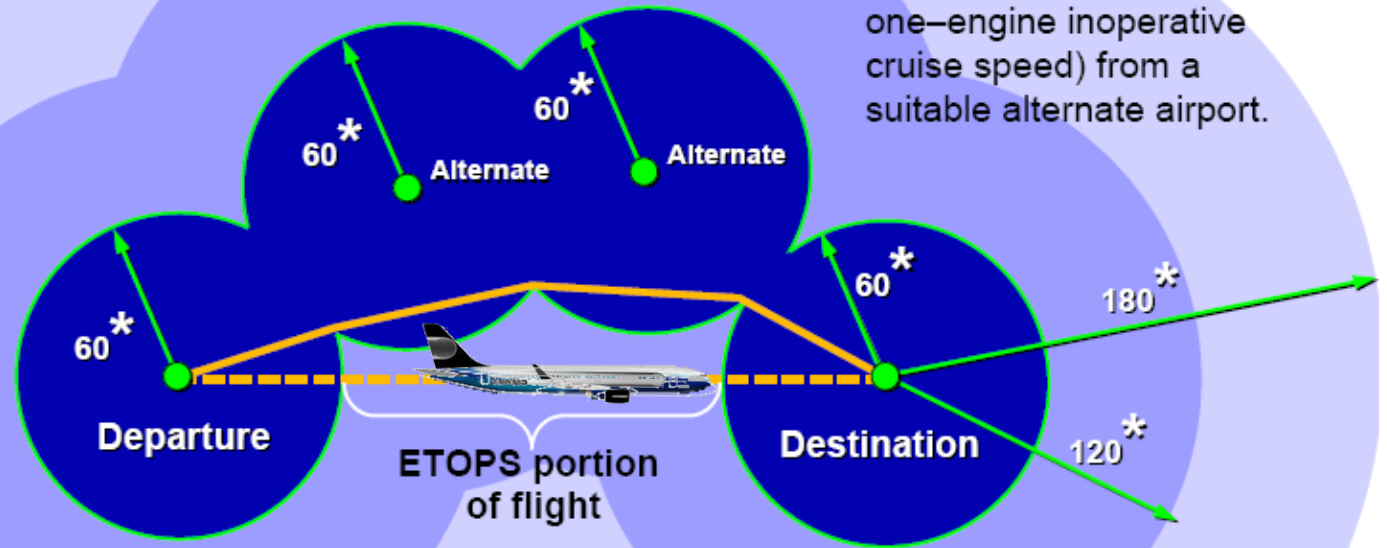 one–engine inoperative
cruise speed) from a
suitable alternate airport.
60*
60*
Alternate
Alternate
60*
60*
180*
120*
Departure
Destination
ETOPS portion
of flight